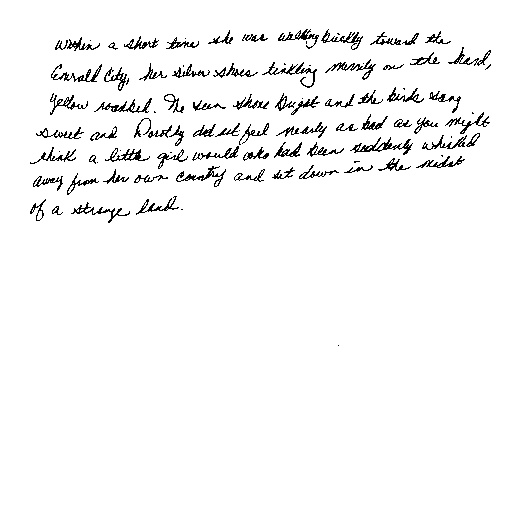 Within a short time she was walking briskly toward the
Emerald City, her silver shoes tinkling merrily on the hard,
yellow roadbed. The sun shone bright and the birds sang
sweet and Dorothy did not feel nearly as bad as you might
think a little girl would who had been suddenly whisked
away from her own country and set down in the midst
of a strange land.